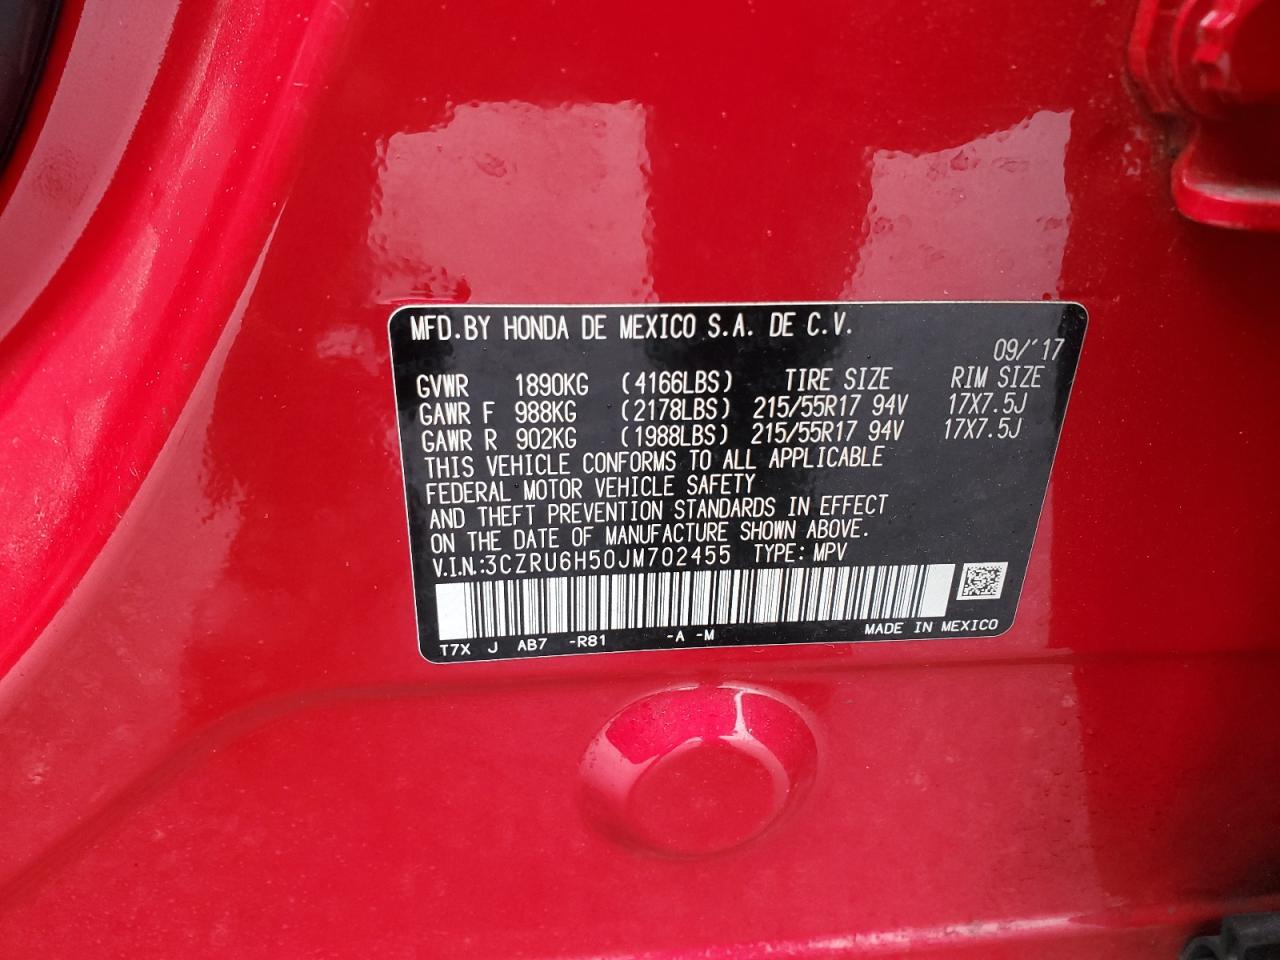 MFD.BY HONDA DE MEXICO S.A. DE C.V.
09/'17
GVWR 1890KG (4166LBS) TIRE SIZE RIM SIZE
GAWR F 988KG (2178LBS) 215/55R17 94V 17X7.5J
GAWR R 902KG (1988LBS) 215/55R17 94V 17X7.5J
THIS VEHICLE CONFORMS TO ALL APPLICABLE
FEDERAL MOTOR VEHICLE SAFETY
AND THEFT PREVENTION STANDARDS IN EFFECT
ON THE DATE OF MANUFACTURE SHOWN ABOVE.
V.I.N.:3CZRU6H50JM702455 TYPE: MPV
T7X J AB7 -R81 -A -M MADE IN MEXICO